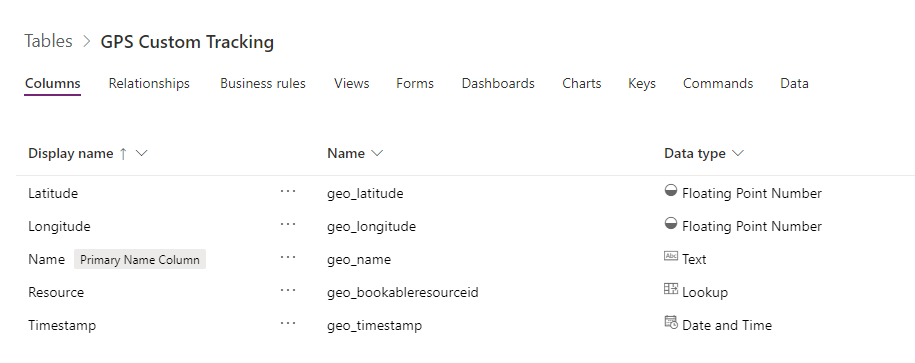 Tables > GPS Custom Tracking
Columns Relationships Business rules Views Forms Dashboards Charts Keys Commands Data
Display name ↑ Name Data type
Latitude ... geo_latitude Floating Point Number
Longitude ... geo_longitude Floating Point Number
Name Primary Name Column ... geo_name Abc Text
Resource ... geo_bookableresourceid Lookup
Timestamp ... geo_timestamp Date and Time